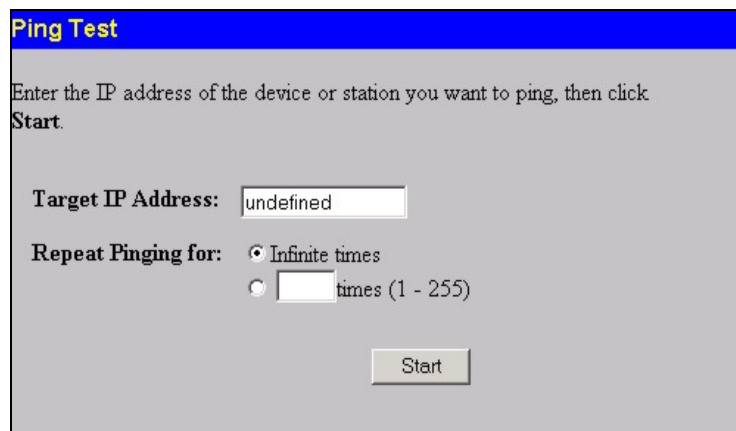 Ping Test
Enter the IP address of the device or station you want to ping, then click
Start.
Target IP Address: undefined
Repeat Pinging for: Infinite times
times (1 - 255)
Start